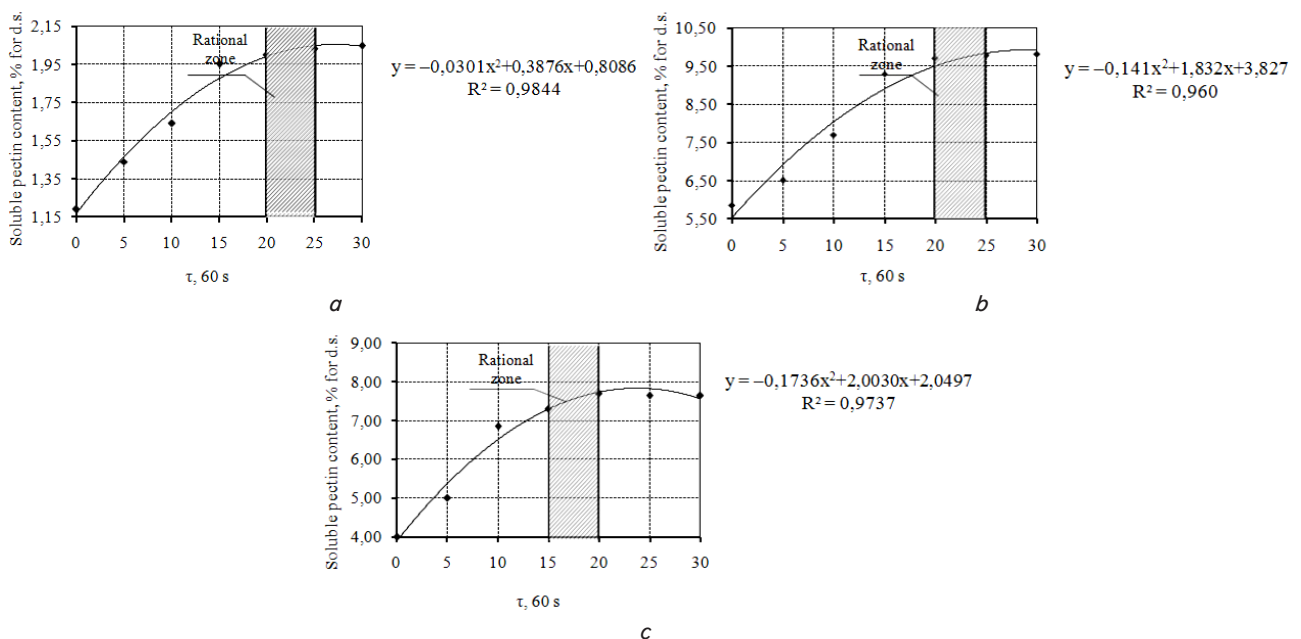 2,15
1,95
1,75
1,55
1,35
1,15
Soluble pectin content, % for d.s.
Rational
zone
0 5 10 15 20 25 30
τ, 60 s
a
y = –0,0301x²+0,3876x+0,8086
R² = 0,9844
10,50
9,50
8,50
7,50
6,50
5,50
Soluble pectin content, % for d.s.
Rational
zone
0 5 10 15 20 25 30
τ, 60 s
b
y = –0,141x²+1,832x+3,827
R² = 0,960
9,00
8,00
7,00
6,00
5,00
4,00
Soluble pectin content, % for d.s.
Rational
zone
0 5 10 15 20 25 30
τ, 60 s
c
y = –0,1736x²+2,0030x+2,0497
R² = 0,9737